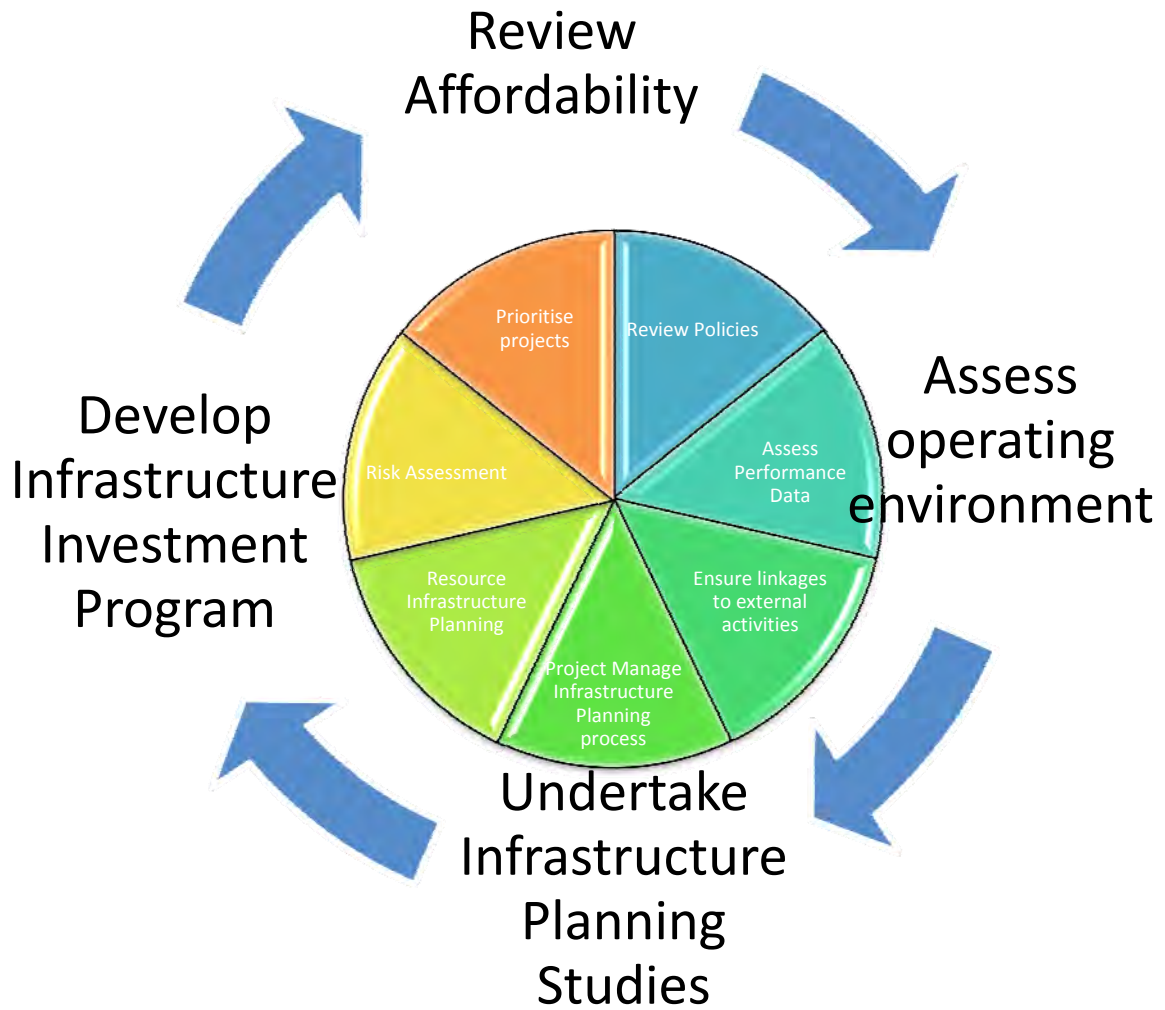 Review
Affordability
Prioritise
projects
Review Policies
Assess
operating
environment
Develop
Infrastructure
Investment
Program
Risk Assessment
Assess
Performance
Data
Resource
Infrastructure
Planning
Ensure linkages
to external
activities
Project Manage
Infrastructure
Planning
process
Undertake
Infrastructure
Planning
Studies